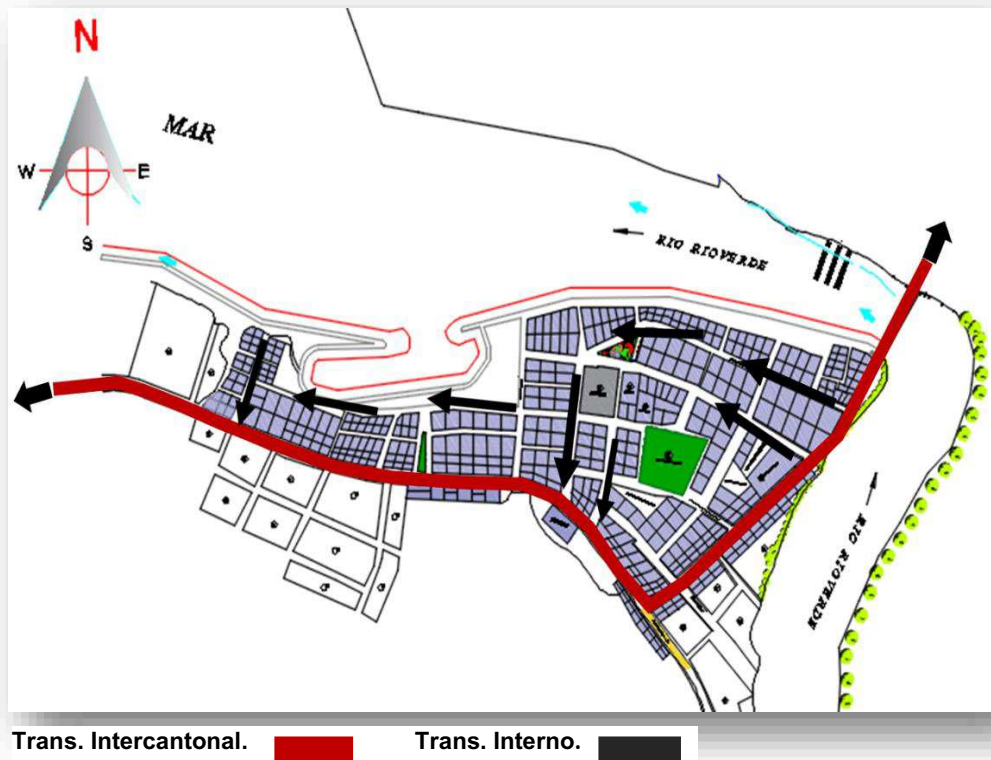 N
MAR
W E
S
RIO RIOVERDE
RIO RIOVERDE
Trans. Intercantonal. Trans. Interno.